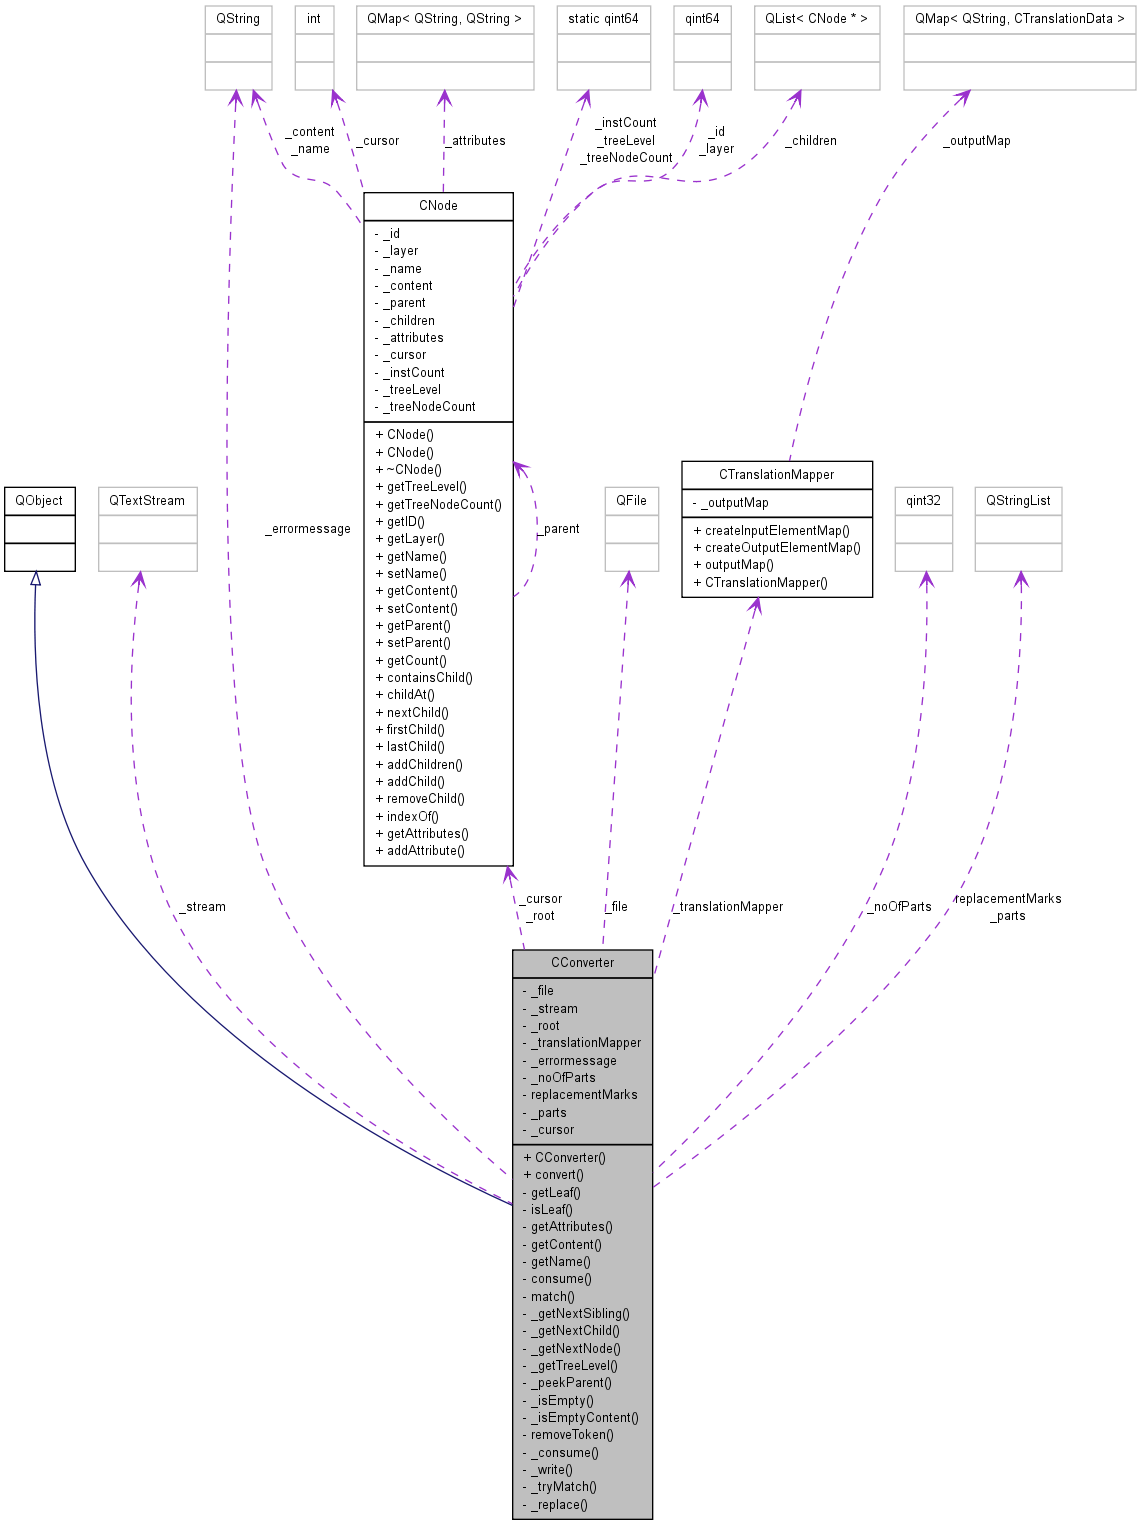 QString
int
QMap< QString, QString >
static qint64
qint64
QList< CNode * >
QMap< QString, CTranslationData >
_content
_name
_cursor
_attributes
_instCount
_treeLevel
_treeNodeCount
_id
_layer
_children
_outputMap
CNode
- _id
- _layer
- _name
- _content
- _parent
- _children
- _attributes
- _cursor
- _instCount
- _treeLevel
- _treeNodeCount
+ CNode()
+ CNode()
+ ~CNode()
+ getTreeLevel()
+ getTreeNodeCount()
+ getID()
+ getLayer()
+ getName()
+ setName()
+ getContent()
+ setContent()
+ getParent()
+ setParent()
+ getCount()
+ containsChild()
+ childAt()
+ nextChild()
+ firstChild()
+ lastChild()
+ addChildren()
+ addChild()
+ removeChild()
+ indexOf()
+ getAttributes()
+ addAttribute()
_parent
_errormessage
QObject
QTextStream
QFile
CTranslationMapper
- _outputMap
+ createInputElementMap()
+ createOutputElementMap()
+ outputMap()
+ CTranslationMapper()
qint32
QStringList
_stream
_cursor
_root
_file
_translationMapper
_noOfParts
replacementMarks
_parts
CConverter
- _file
- _stream
- _root
- _translationMapper
- _errormessage
- _noOfParts
- replacementMarks
- _parts
- _cursor
+ CConverter()
+ convert()
- getLeaf()
- isLeaf()
- getAttributes()
- getContent()
- getName()
- consume()
- match()
- _getNextSibling()
- _getNextChild()
- _getNextNode()
- _getTreeLevel()
- _peekParent()
- _isEmpty()
- _isEmptyContent()
- removeToken()
- _consume()
- _write()
- _tryMatch()
- _replace()